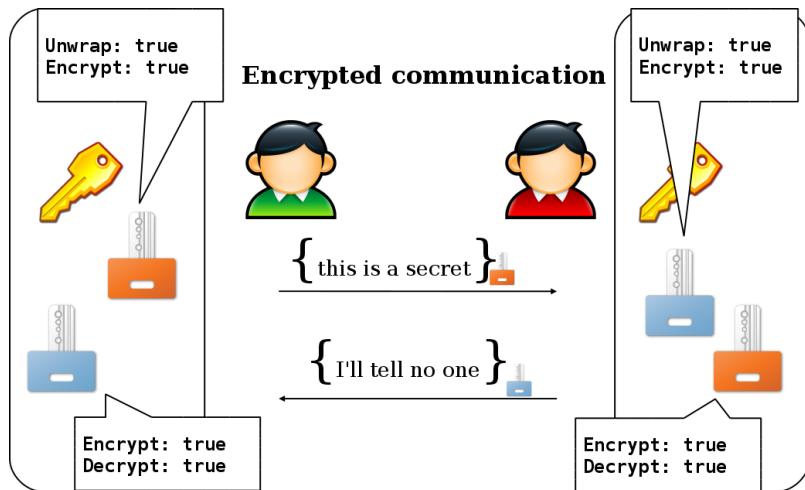 Unwrap: true
Encrypt: true
Unwrap: true
Encrypt: true
Encrypted communication
{this is a secret}
{I'll tell no one}
Encrypt: true
Decrypt: true
Encrypt: true
Decrypt: true